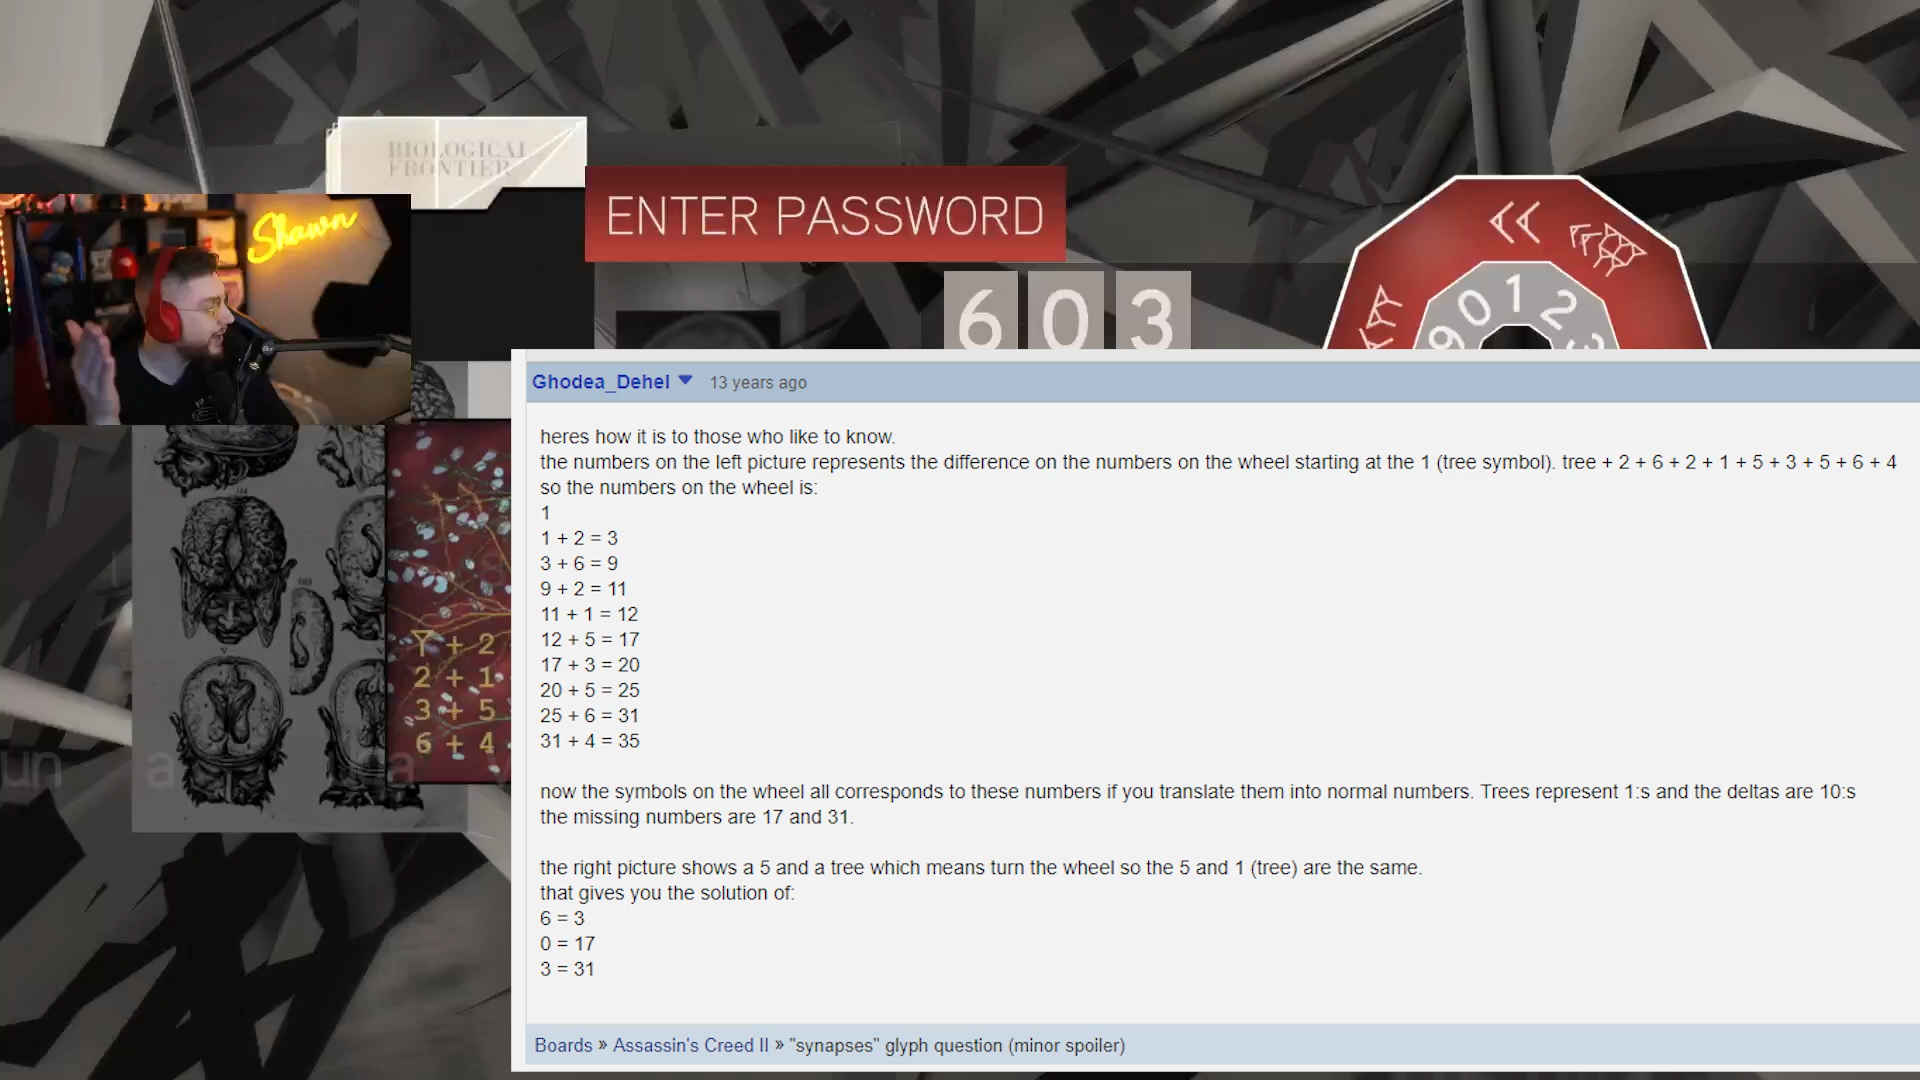 BIOLOGICAL
FRONTIER
Shawn
ENTER PASSWORD
6 0 3
9 0 1 2 3
Ghodea_Dehel 13 years ago
heres how it is to those who like to know.
the numbers on the left picture represents the difference on the numbers on the wheel starting at the 1 (tree symbol). tree + 2 + 6 + 2 + 1 + 5 + 3 + 5 + 6 + 4
so the numbers on the wheel is:
1
1 + 2 = 3
3 + 6 = 9
9 + 2 = 11
11 + 1 = 12
12 + 5 = 17
17 + 3 = 20
20 + 5 = 25
25 + 6 = 31
31 + 4 = 35
now the symbols on the wheel all corresponds to these numbers if you translate them into normal numbers. Trees represent 1:s and the deltas are 10:s
the missing numbers are 17 and 31.
the right picture shows a 5 and a tree which means turn the wheel so the 5 and 1 (tree) are the same.
that gives you the solution of:
6 = 3
0 = 17
3 = 31
+ 2
2 + 1
3 + 5
6 + 4
un a
Boards » Assassin's Creed II » "synapses" glyph question (minor spoiler)